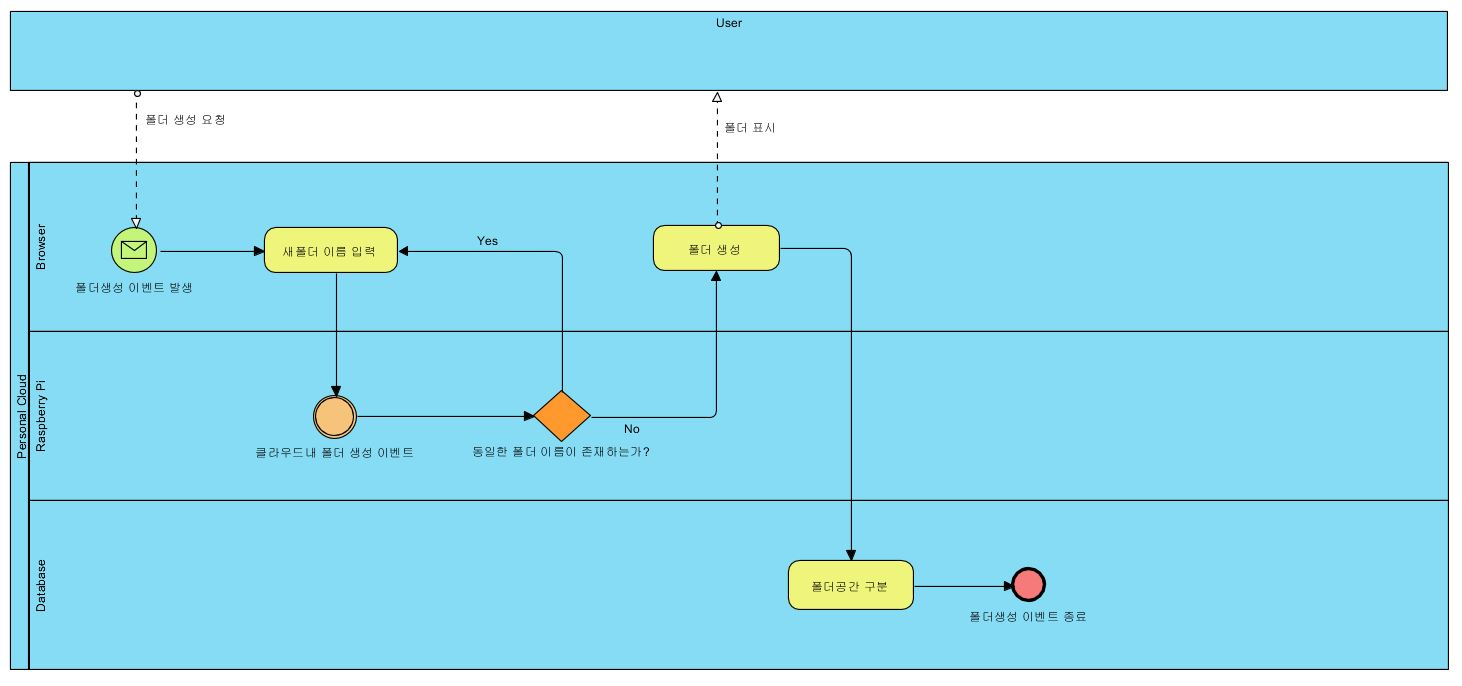 User
폴더 생성 요청
폴더 표시
Personal Cloud
Browser
폴더생성 이벤트 발생
새폴더 이름 입력
Yes
폴더 생성
Raspberry Pi
클라우드내 폴더 생성 이벤트
동일한 폴더 이름이 존재하는가?
No
Database
폴더공간 구분
폴더생성 이벤트 종료